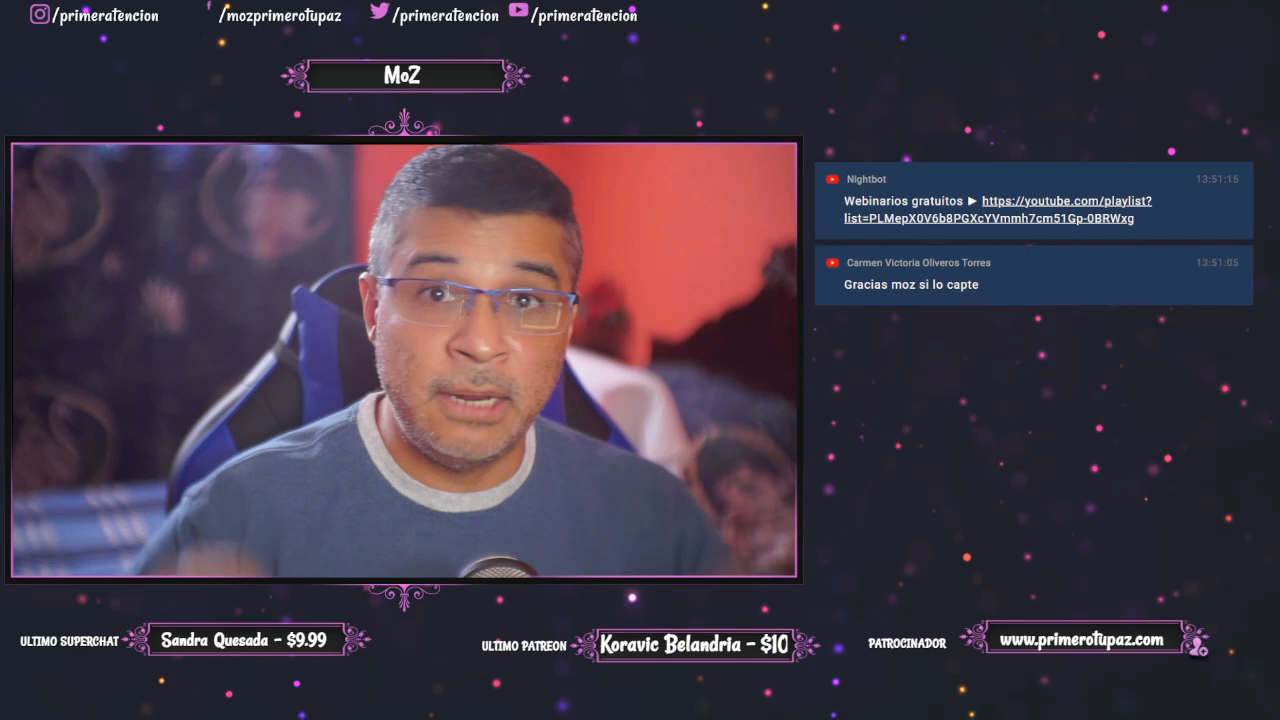 /primeratencion /mozprimerotupaz /primeratencion /primeratencion
MoZ
Nightbot 13:51:15
Webinarios gratuitos ► https://youtube.com/playlist?
list=PLMepX0V6b8PGXcYVmmh7cm51Gp-0BRWxg
Carmen Victoria Oliveros Torres 13:51:05
Gracias moz si lo capte
ULTIMO SUPERCHAT Sandra Quesada - $9.99
ULTIMO PATREON Koravic Belandria - $10
PATROCINADOR www.primerotupaz.com